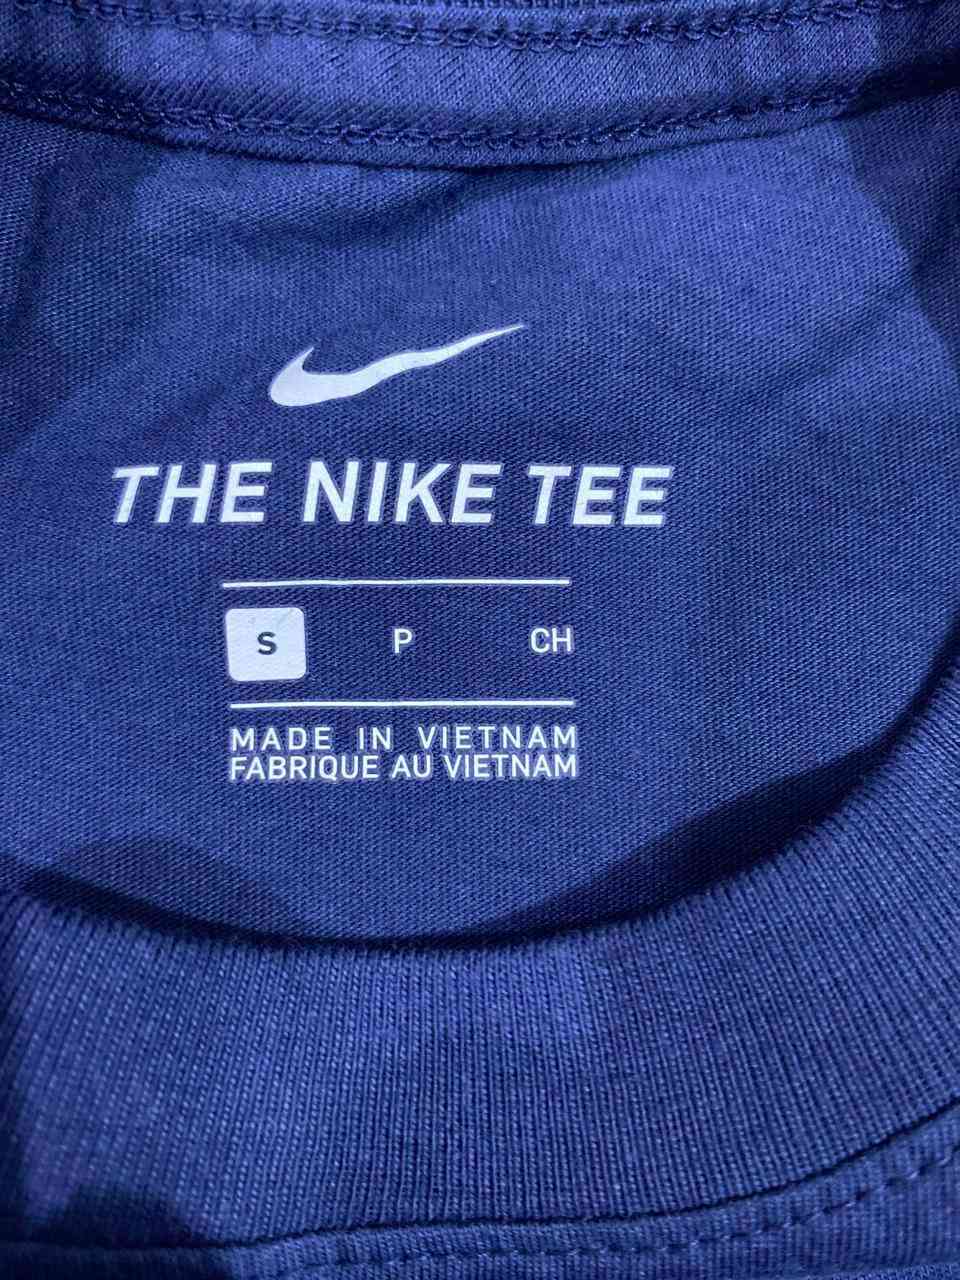 THE NIKE TEE
S P CH
MADE IN VIETNAM
FABRIQUE AU VIETNAM